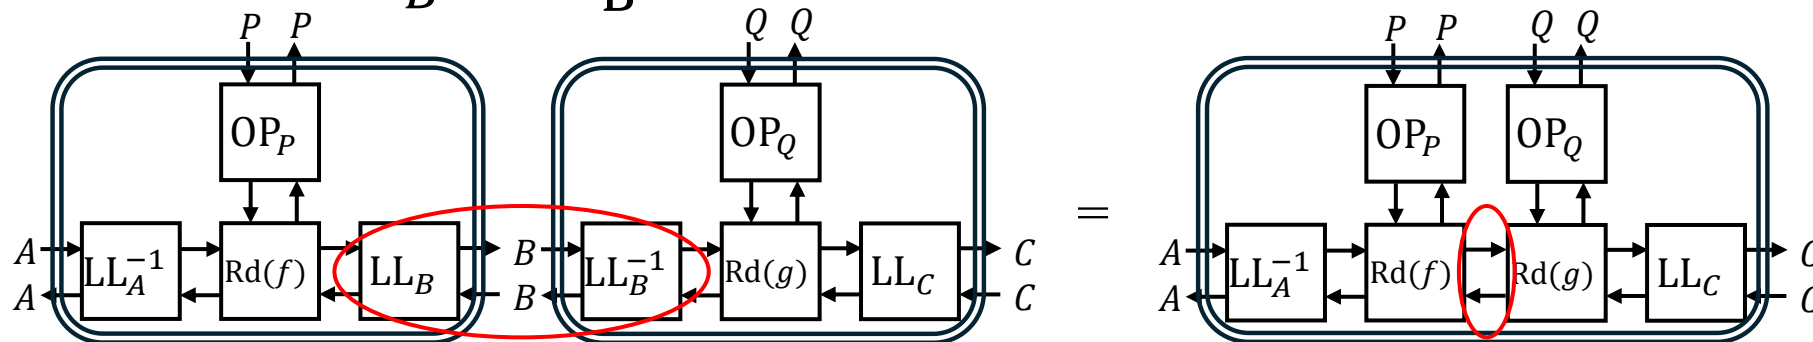 B B
P P Q Q P P Q Q
OP_P OP_Q = OP_P OP_Q
A LL_A^{-1} Rd(f) LL_B B LL_B^{-1} Rd(g) LL_C C A LL_A^{-1} Rd(f) Rd(g) LL_C C
A B C A C